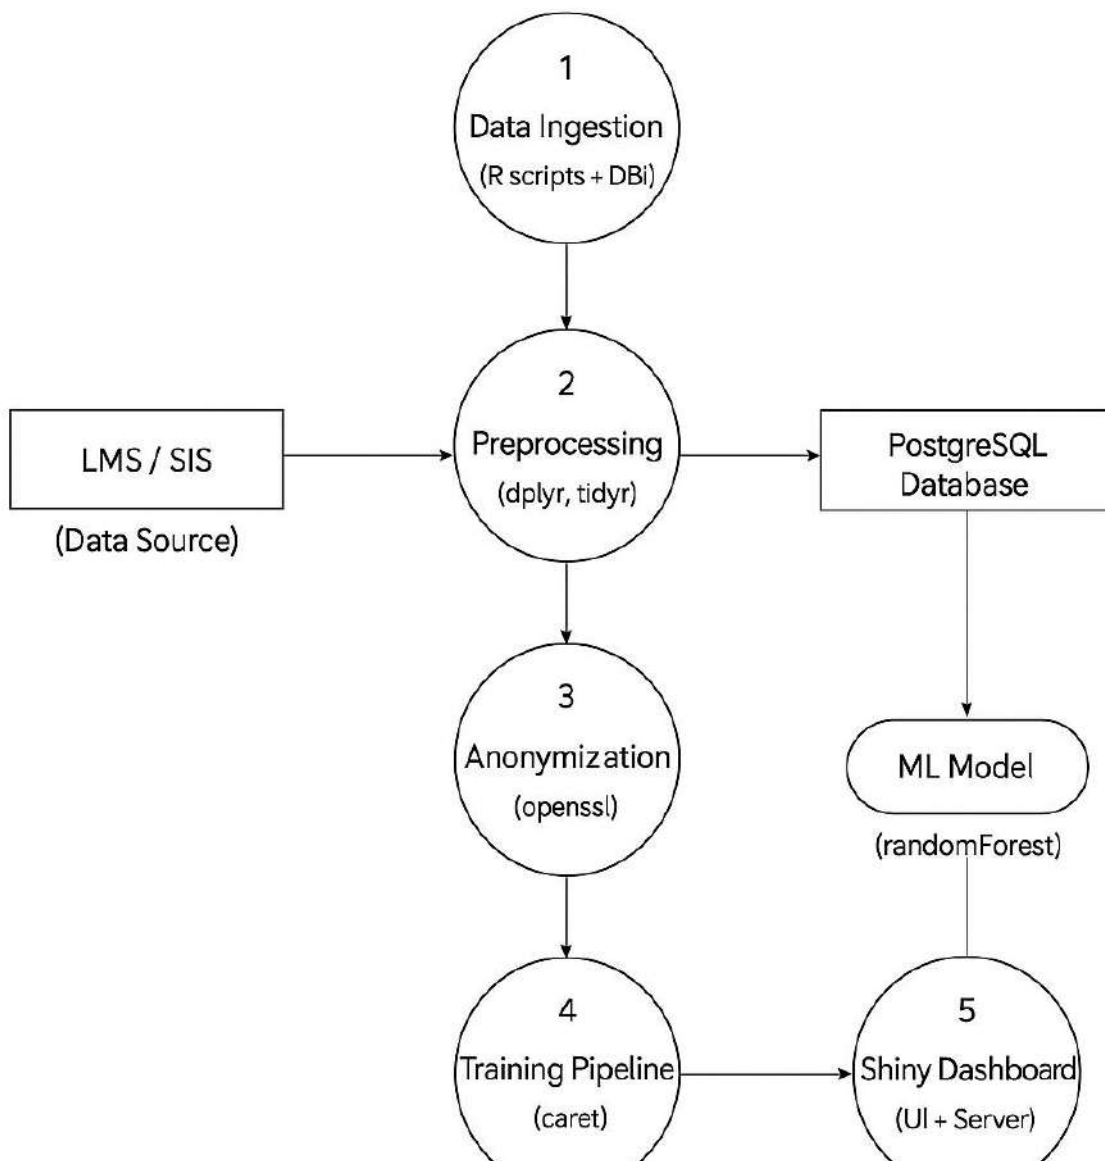 1
Data Ingestion
(R scripts + DBi)
2
Preprocessing
(dplyr, tidyr)
LMS / SIS
(Data Source)
PostgreSQL
Database
3
Anonymization
(openssl)
ML Model
(randomForest)
4
Training Pipeline
(caret)
5
Shiny Dashboard
(UI + Server)